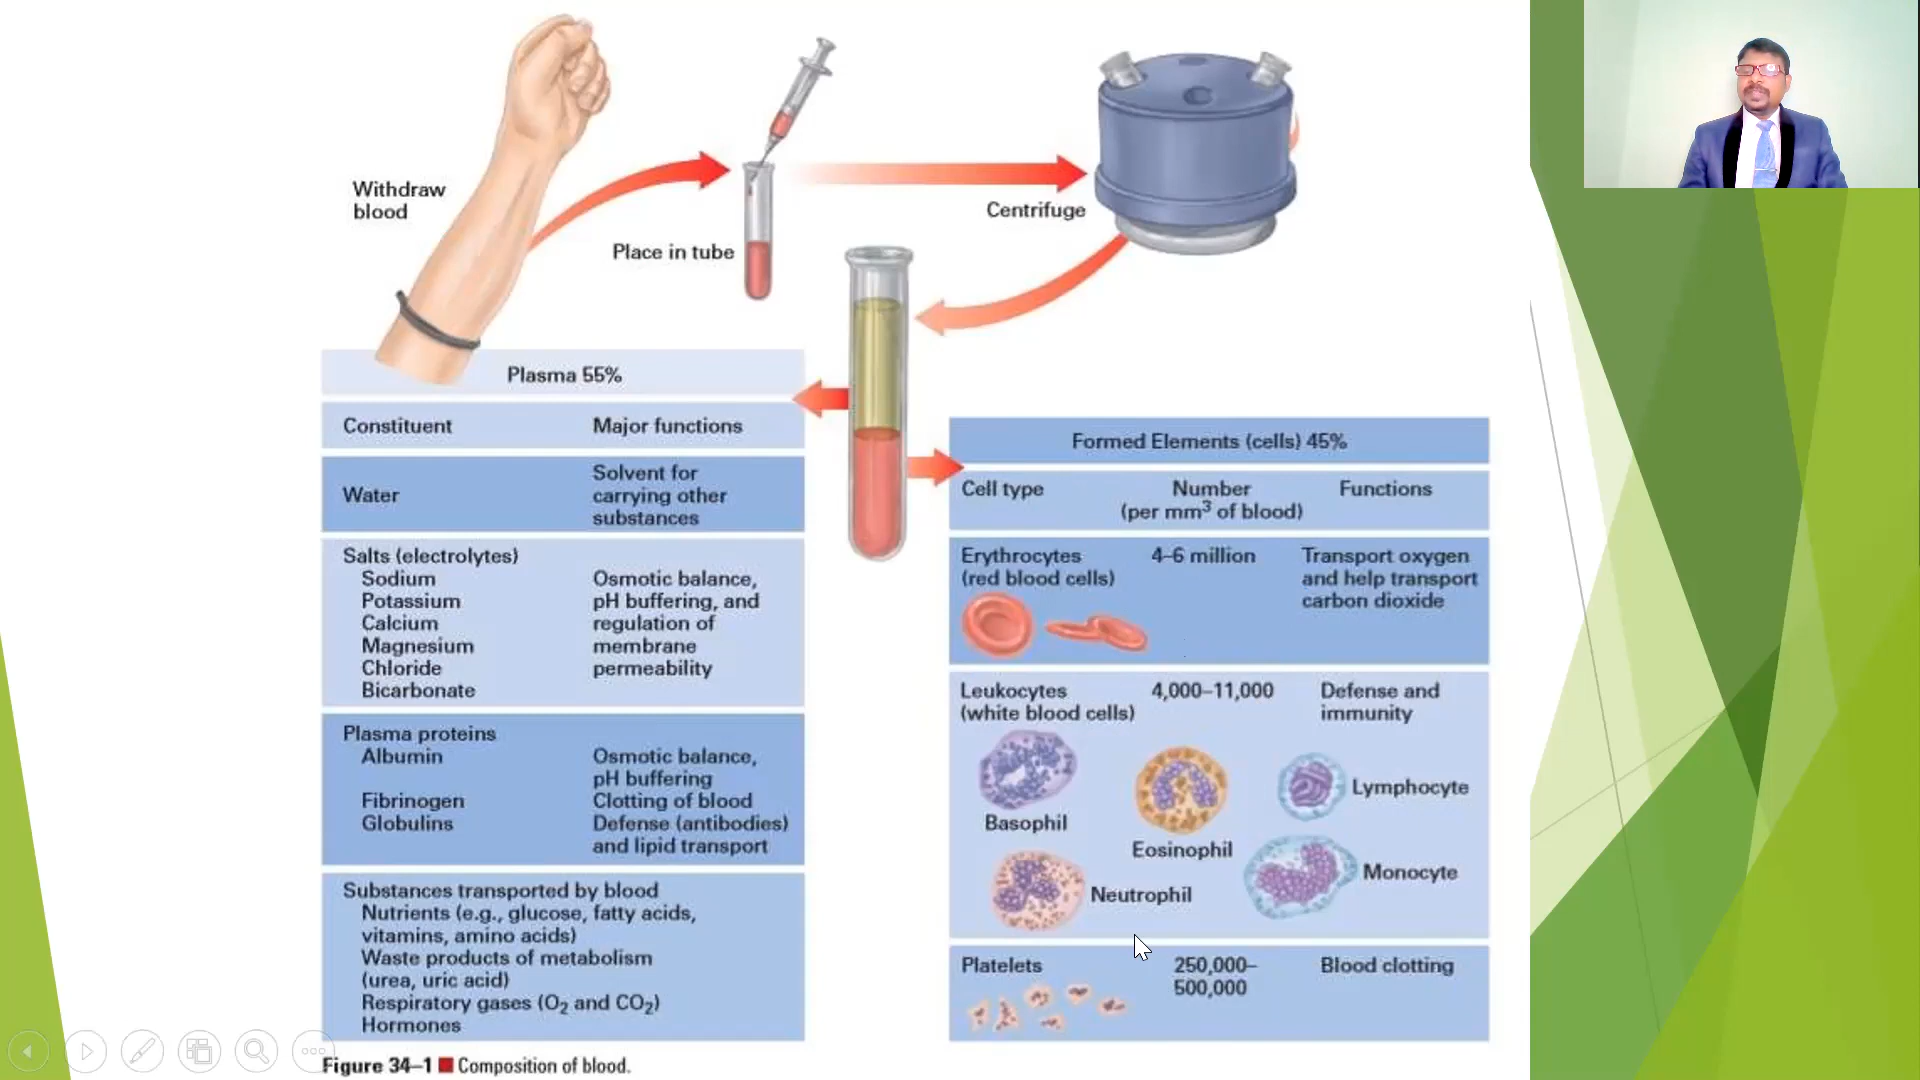 Withdraw
blood
Place in tube
Centrifuge
Plasma 55%
Constituent Major functions
Water
Solvent for
carrying other
substances
Salts (electrolytes)
Sodium
Potassium
Calcium
Magnesium
Chloride
Bicarbonate
Osmotic balance,
pH buffering, and
regulation of
membrane
permeability
Plasma proteins
Albumin
Osmotic balance,
pH buffering
Fibrinogen
Clotting of blood
Globulins
Defense (antibodies)
and lipid transport
Substances transported by blood
Nutrients (e.g., glucose, fatty acids,
vitamins, amino acids)
Waste products of metabolism
(urea, uric acid)
Respiratory gases (O₂ and CO₂)
Hormones
Formed Elements (cells) 45%
Cell type
Number
(per mm³ of blood)
Functions
Erythrocytes
(red blood cells)
4–6 million
Transport oxygen
and help transport
carbon dioxide
Leukocytes
(white blood cells)
4,000–11,000
Defense and
immunity
Basophil
Eosinophil
Lymphocyte
Neutrophil
Monocyte
Platelets
250,000–
500,000
Blood clotting
Figure 34–1 ■ Composition of blood.